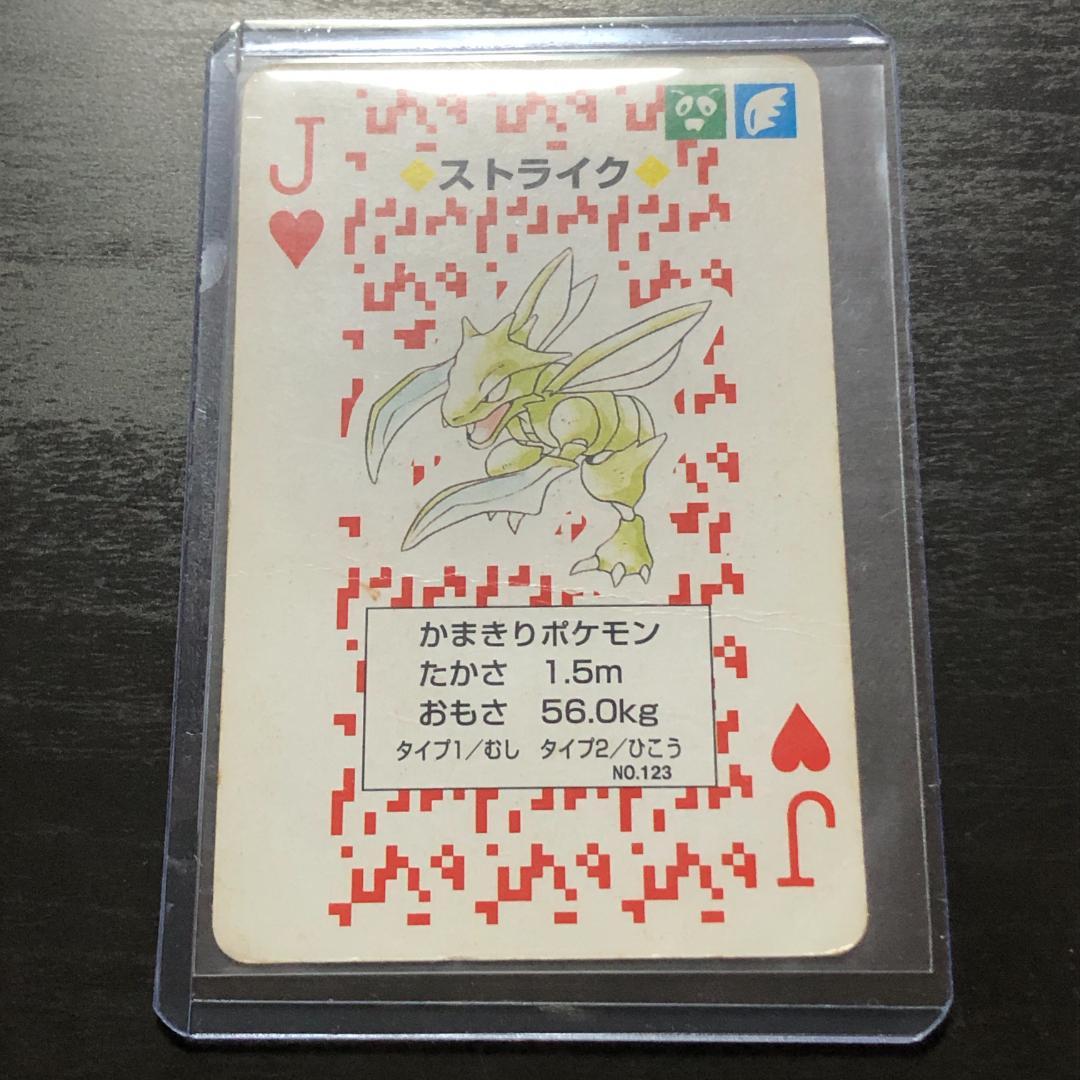 J
ストライク
かまきりポケモン
たかさ 1.5m
おもさ 56.0kg
タイプ1/むし タイプ2/ひこう
NO.123
J